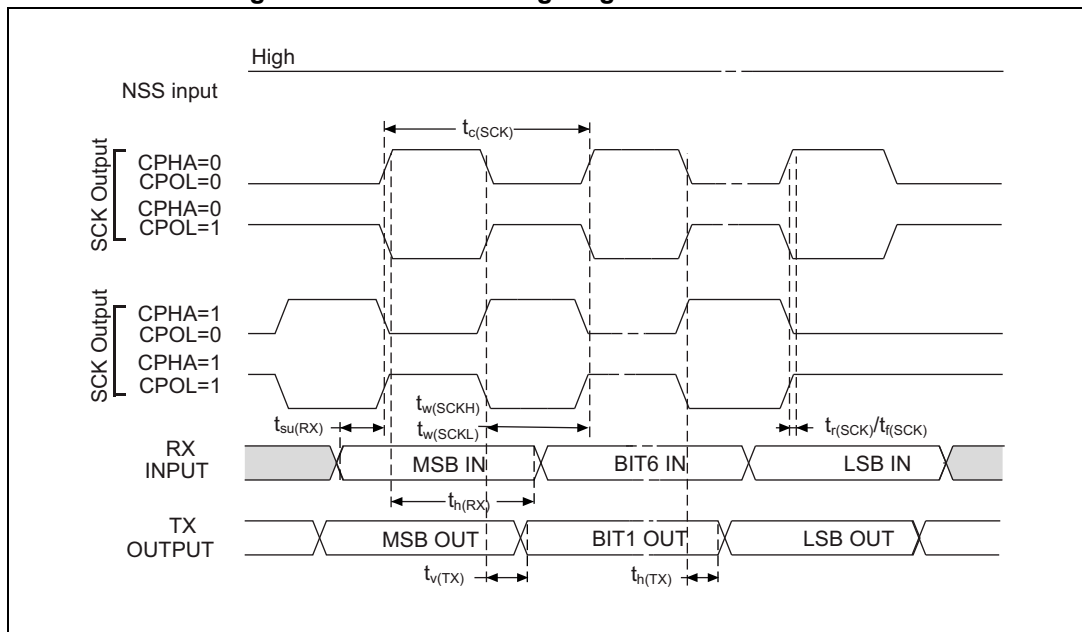 High
NSS input
tc(SCK)
SCK Output
CPHA=0
CPOL=0
CPHA=0
CPOL=1
SCK Output
CPHA=1
CPOL=0
CPHA=1
CPOL=1
tw(SCKH)
tw(SCKL)
tsu(RX)
tr(SCK)/tf(SCK)
RX
INPUT
MSB IN
BIT6 IN
LSB IN
th(RX)
TX
OUTPUT
MSB OUT
BIT1 OUT
LSB OUT
tv(TX)
th(TX)